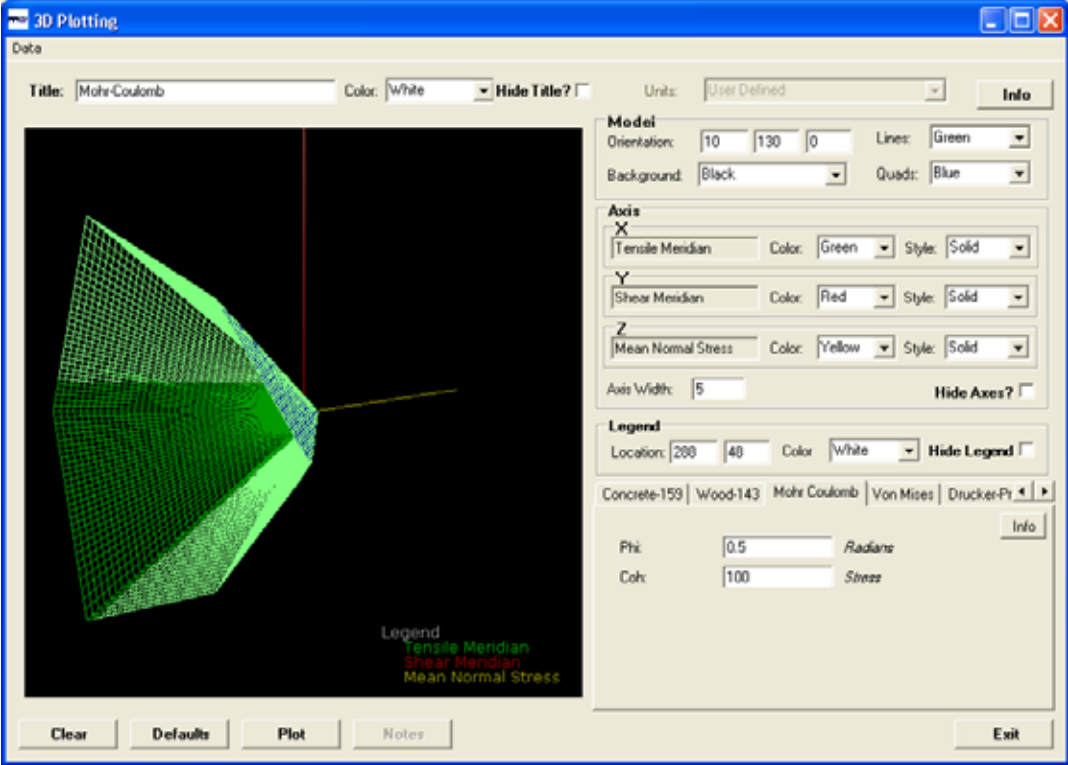 3D Plotting
Data
Title: Mohr-Coulomb Color: White Hide Title? Units: User Defined Info
Model
Orientation: 10 130 0 Lines: Green
Background: Black Quads: Blue
Axis
X
Tensile Meridian Color: Green Style: Solid
Y
Shear Meridian Color: Red Style: Solid
Z
Mean Normal Stress Color: Yellow Style: Solid
Axis Width: 5 Hide Axes?
Legend
Location: 288 48 Color White Hide Legend
Concrete-159 Wood-143 Mohr Coulomb Von Mises Drucker-Pr
Info
Phi: 0.5 Radians
Coh: 100 Stress
Legend
Tensile Meridian
Shear Meridian
Mean Normal Stress
Clear Defaults Plot Notes Exit